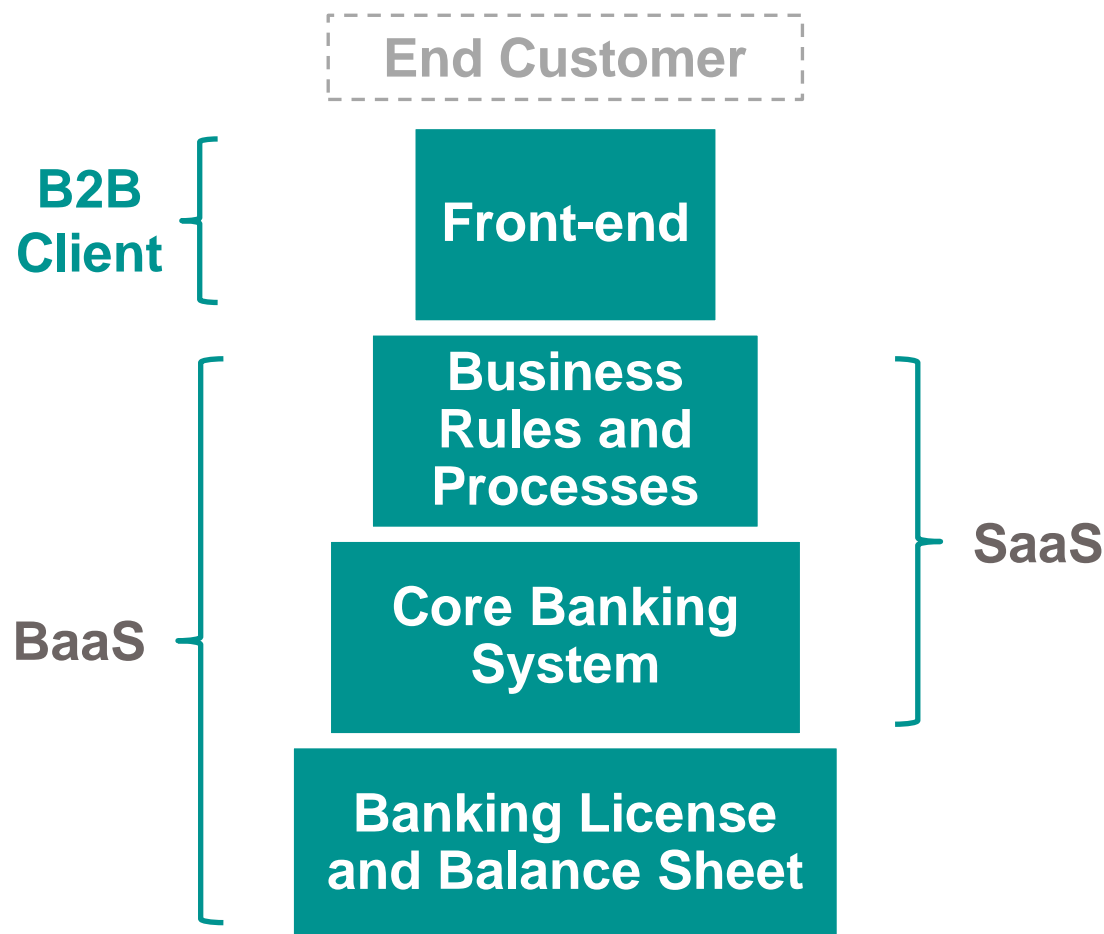 End Customer
B2B
Client
Front-end
Business
Rules and
Processes
SaaS
Core Banking
System
BaaS
Banking License
and Balance Sheet